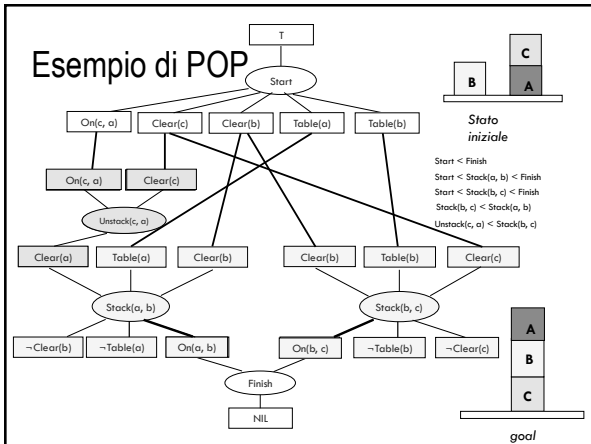 T
Esempio di POP
Start
C
B
A
Stato
iniziale
On(c, a)
Clear(c)
Clear(b)
Table(a)
Table(b)
Start < Finish
Start < Stack(a, b) < Finish
Start < Stack(b, c) < Finish
Stack(b, c) < Stack(a, b)
Unstack(c, a) < Stack(b, c)
On(c, a)
Clear(c)
Unstack(c, a)
Clear(a)
Table(a)
Clear(b)
Clear(b)
Table(b)
Clear(c)
Stack(a, b)
Stack(b, c)
¬Clear(b)
¬Table(a)
On(a, b)
On(b, c)
¬Table(b)
¬Clear(c)
Finish
NIL
A
B
C
goal